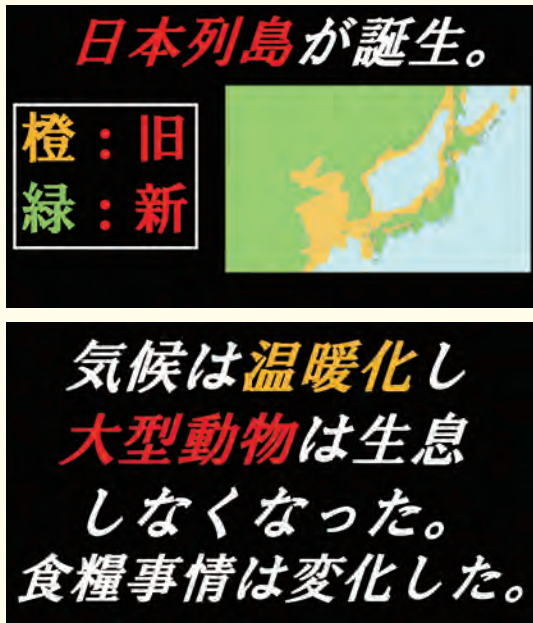 日本列島が誕生。
橙：旧
緑：新
気候は温暖化し
大型動物は生息
しなくなった。
食糧事情は変化した。